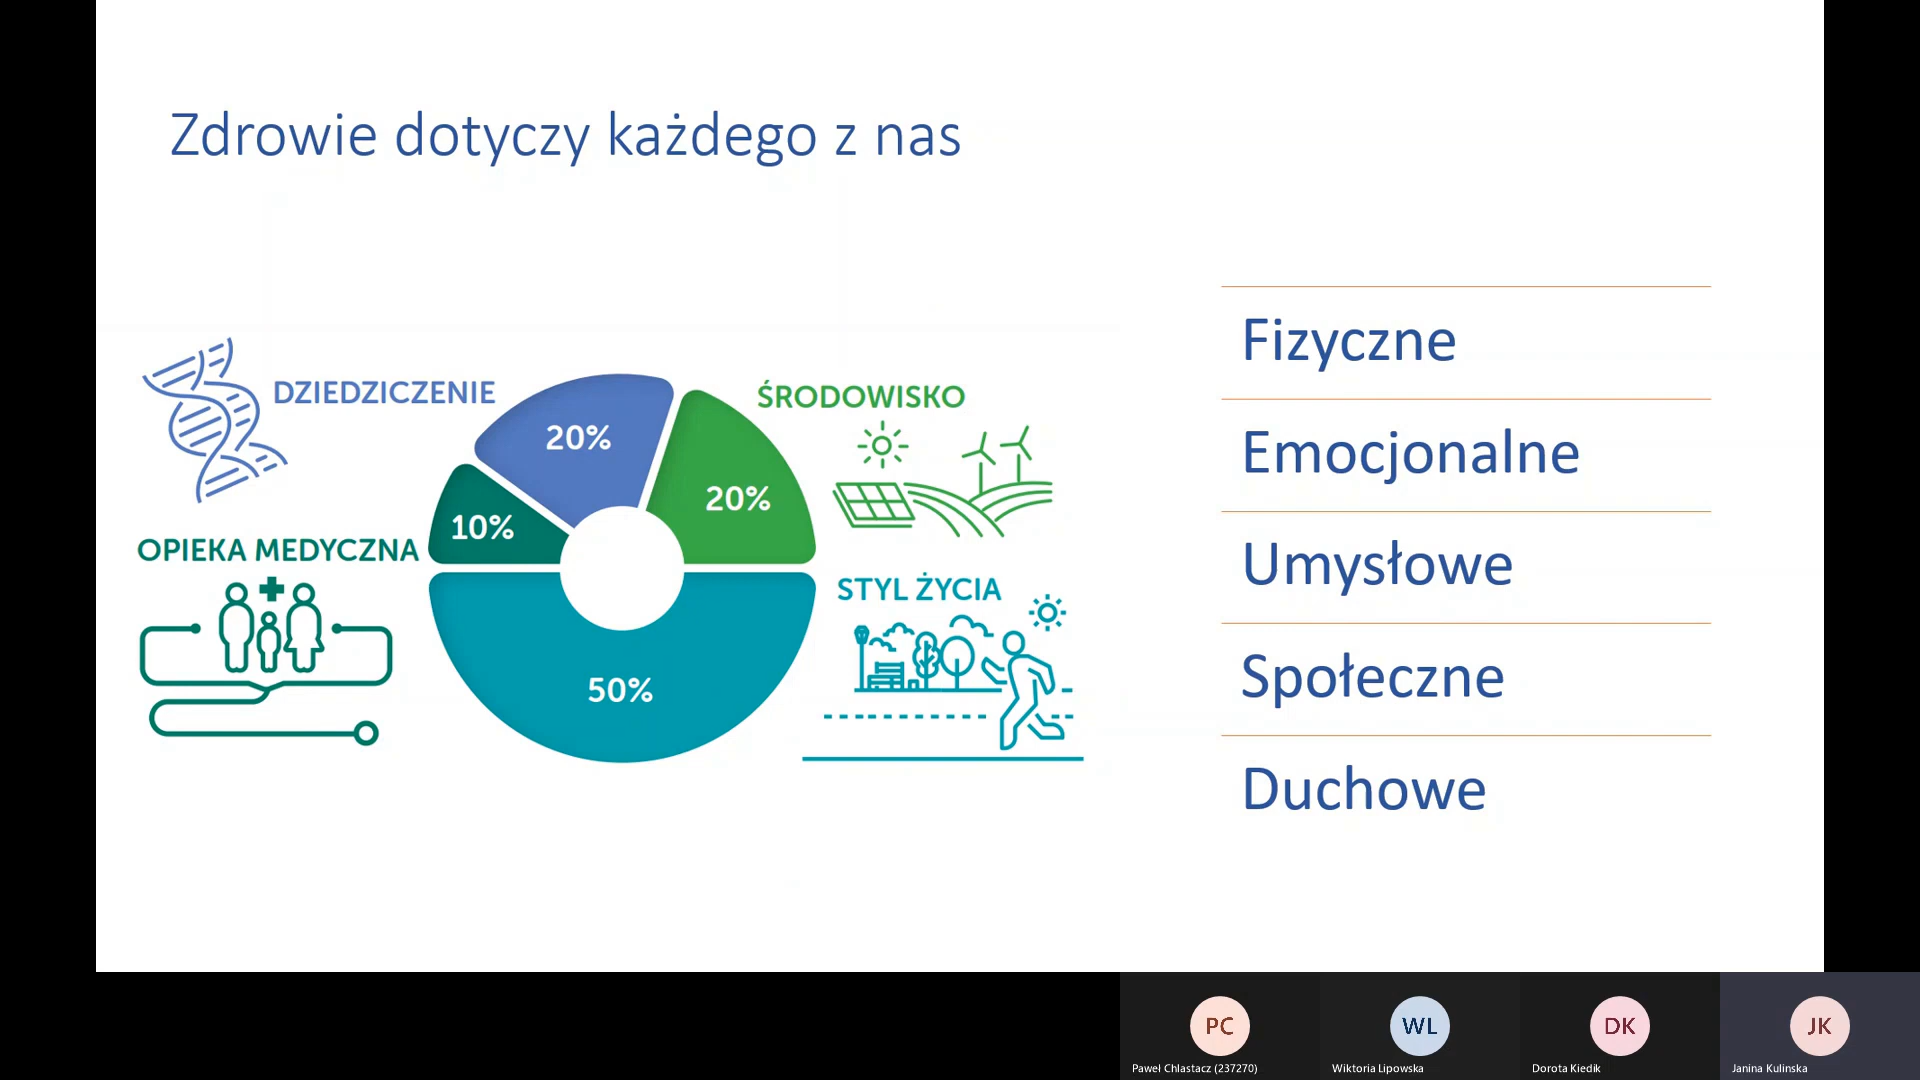 Zdrowie dotyczy każdego z nas
DZIEDZICZENIE
20%
ŚRODOWISKO
20%
10%
OPIEKA MEDYCZNA
STYL ŻYCIA
50%
Fizyczne
Emocjonalne
Umysłowe
Społeczne
Duchowe
PC
WL
DK
JK
Paweł Chlastacz (237270)
Wiktoria Lipowska
Dorota Kiedik
Janina Kulinska